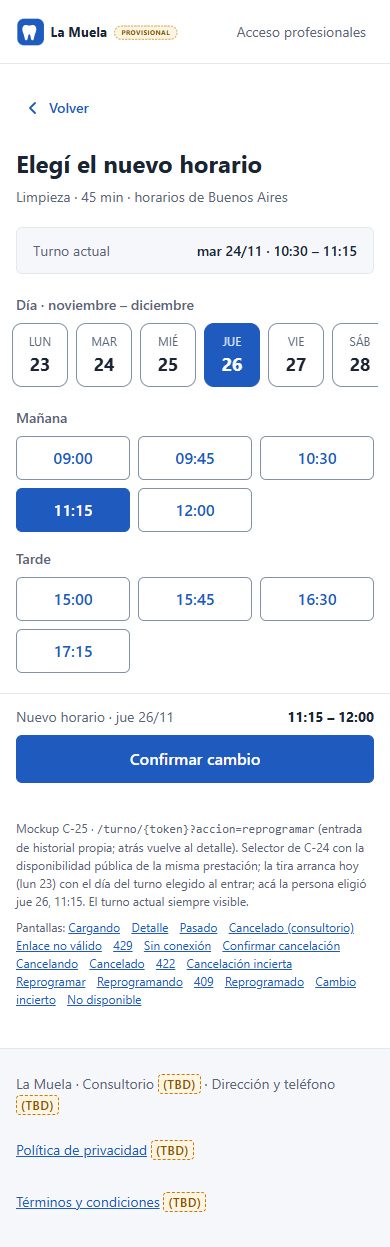 La Muela PROVISIONAL Acceso profesionales
Volver
Elegí el nuevo horario
Limpieza · 45 min · horarios de Buenos Aires
Turno actual mar 24/11 · 10:30 – 11:15
Día · noviembre – diciembre
LUN MAR MIÉ JUE VIE SÁB
23 24 25 26 27 28
Mañana
09:00 09:45 10:30
11:15 12:00
Tarde
15:00 15:45 16:30
17:15
Nuevo horario · jue 26/11 11:15 – 12:00
Confirmar cambio
Mockup C-25 · /turno/{token}?accion=reprogramar (entrada
de historial propia; atrás vuelve al detalle). Selector de C-24 con la
disponibilidad pública de la misma prestación; la tira arranca hoy
(lun 23) con el día del turno elegido al entrar; acá la persona eligió
jue 26, 11:15. El turno actual siempre visible.
Pantallas: Cargando Detalle Pasado Cancelado (consultorio)
Enlace no válido 429 Sin conexión Confirmar cancelación
Cancelando Cancelado 422 Cancelación incierta
Reprogramar Reprogramando 409 Reprogramado Cambio
incierto No disponible
La Muela · Consultorio (TBD) · Dirección y teléfono
(TBD)
Política de privacidad (TBD)
Términos y condiciones (TBD)